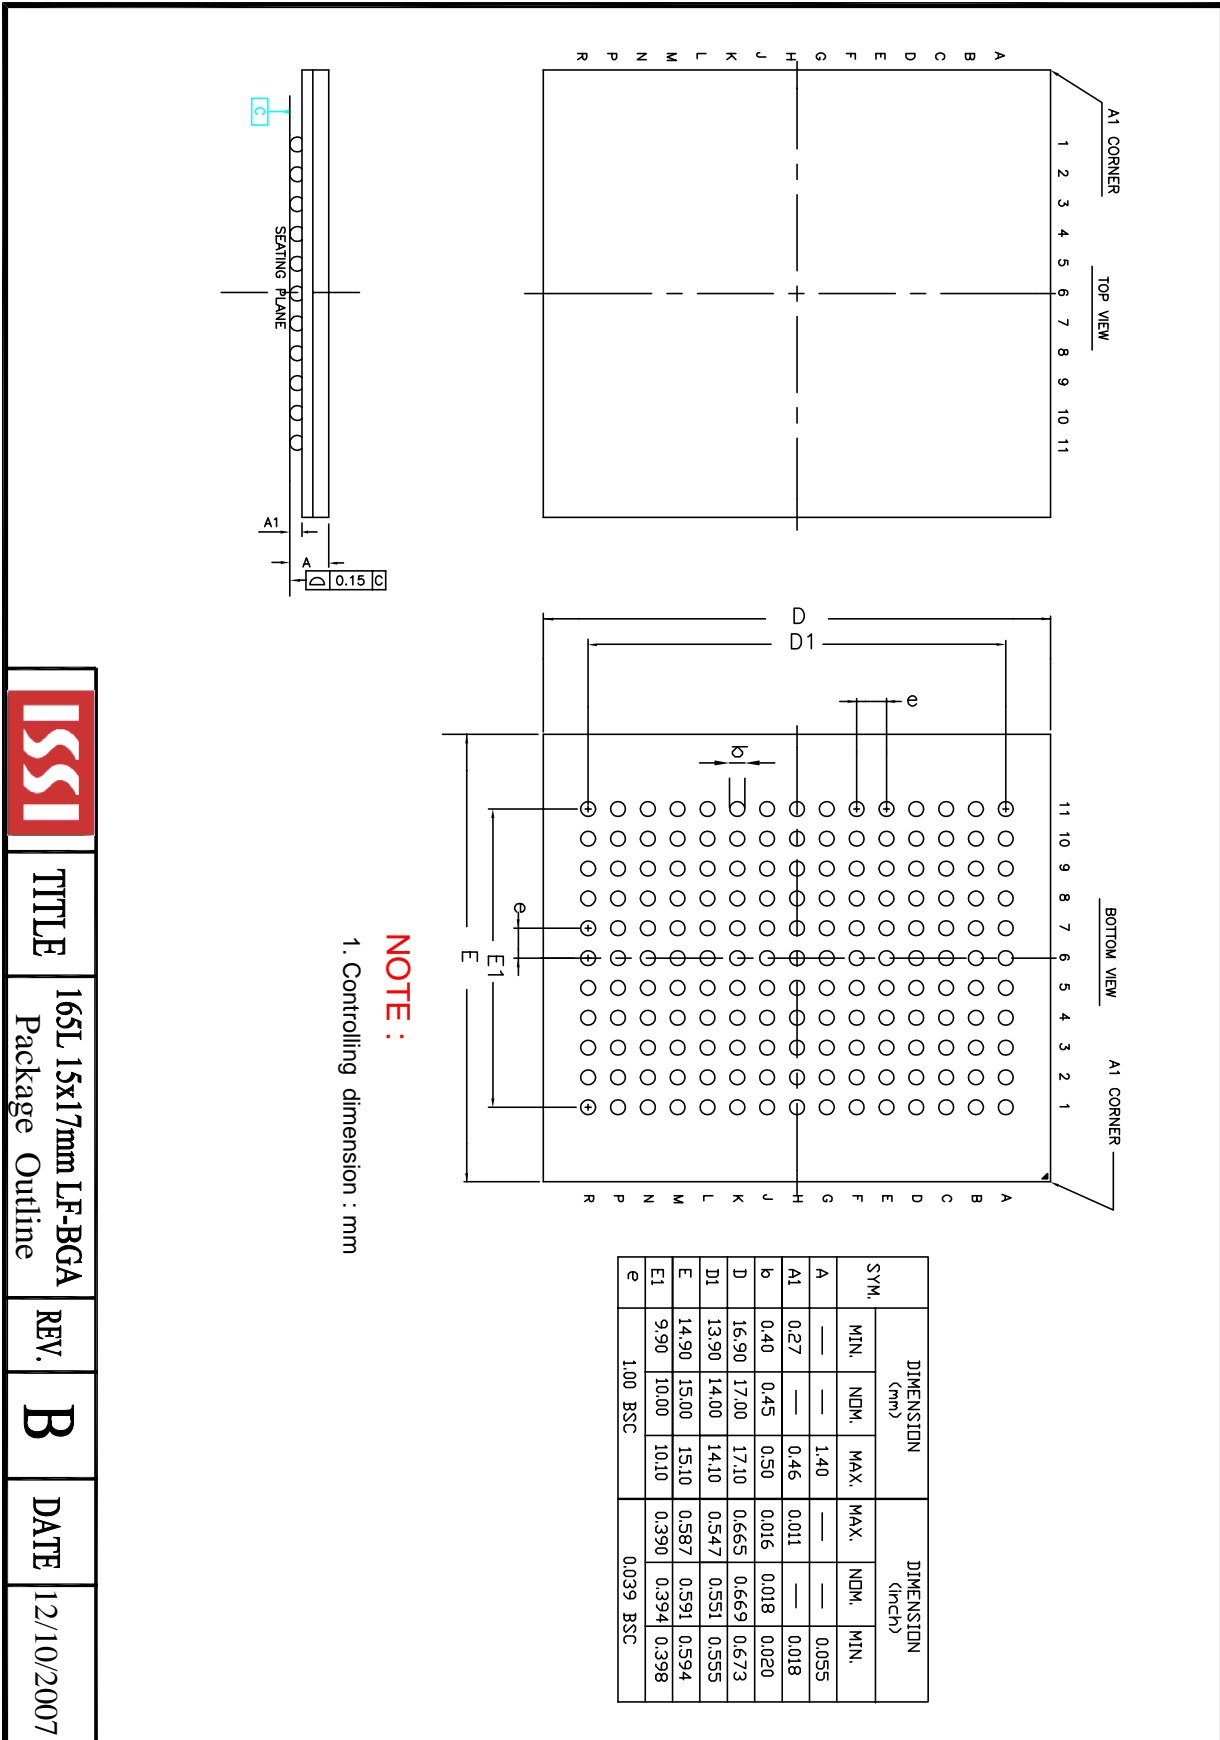 A1 CORNER
TOP VIEW
1 2 3 4 5 6 7 8 9 10 11
A
B
C
D
E
F
G
H
J
K
L
M
N
P
R
BOTTOM VIEW
A1 CORNER
11 10 9 8 7 6 5 4 3 2 1
A
B
C
D
E
F
G
H
J
K
L
M
N
P
R
D
D1
e
b
e
E1
E
C
SEATING PLANE
A1
A
0.15 C
NOTE :
1. Controlling dimension : mm
SYM. DIMENSION (mm) DIMENSION (inch)
MIN. NOM. MAX. MAX. NOM. MIN.
A — — 1.40 — — 0.055
A1 0.27 — 0.46 0.011 — 0.018
b 0.40 0.45 0.50 0.016 0.018 0.020
D 16.90 17.00 17.10 0.665 0.669 0.673
D1 13.90 14.00 14.10 0.547 0.551 0.555
E 14.90 15.00 15.10 0.587 0.591 0.594
E1 9.90 10.00 10.10 0.390 0.394 0.398
e 1.00 BSC 0.039 BSC
ISSI
TITLE
165L 15x17mm LF-BGA
Package Outline
REV.
B
DATE
12/10/2007